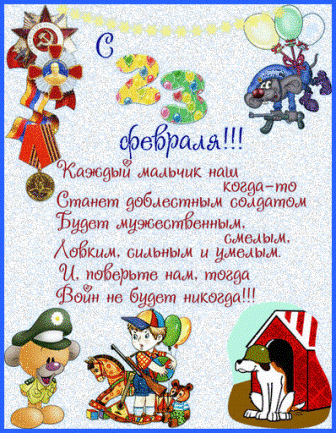 С
23
февраля!!!
Каждый мальчик наш
когда-то
Станет доблестным солдатом
Будет мужественным,
смелым,
Ловким, сильным и умелым.
И, поверьте нам, тогда
Войн не будет никогда!!!